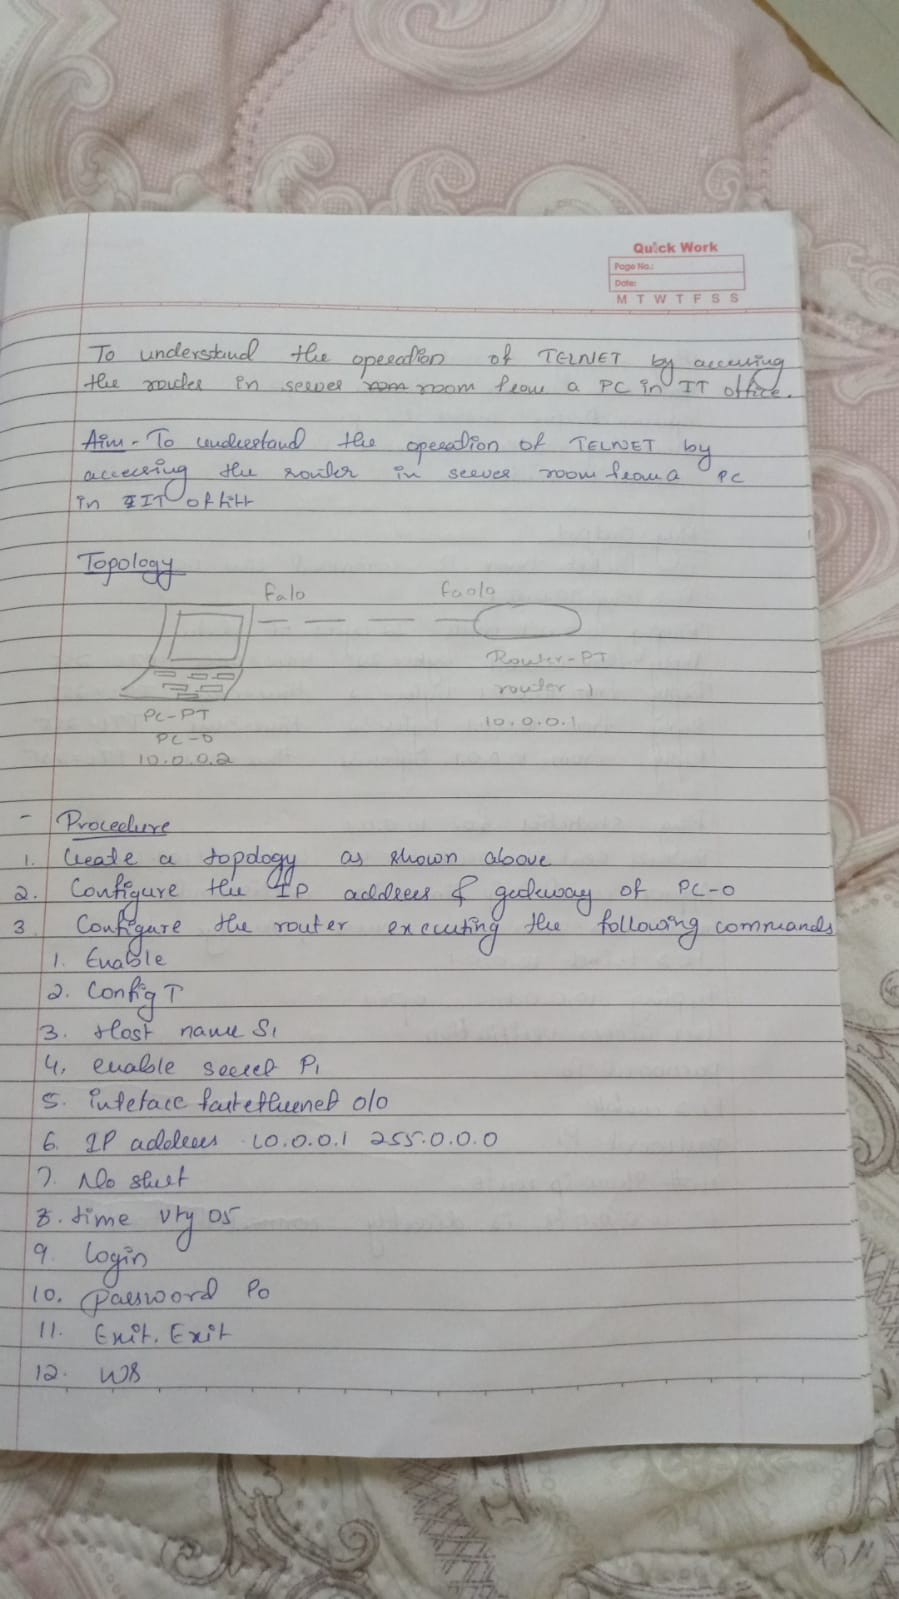 Quick Work
Page No.:
Date:
M T W T F S S
To understand the operation of TELNET by accessing
the router in server room from a PC in IT office.
Aim - To understand the operation of TELNET by
accessing the router in server room from a PC
in IT
Topology
fa/0 fa0/0
Router-PT
router-1
PC-PT
10.0.0.1
PC-0
10.0.0.2
- Procedure
1. Create a topology as shown above
2. Configure the IP address & gateway of PC-0
3 Configure the router executing the following commands
1. Enable
2. Config T
3. Host name S1
4. enable secret P1
5. inteface fastethernet 0/0
6. IP address 10.0.0.1 255.0.0.0
7. No shut
8. vty 05
9. login
10. password P0
11. Exit. Exit
12.